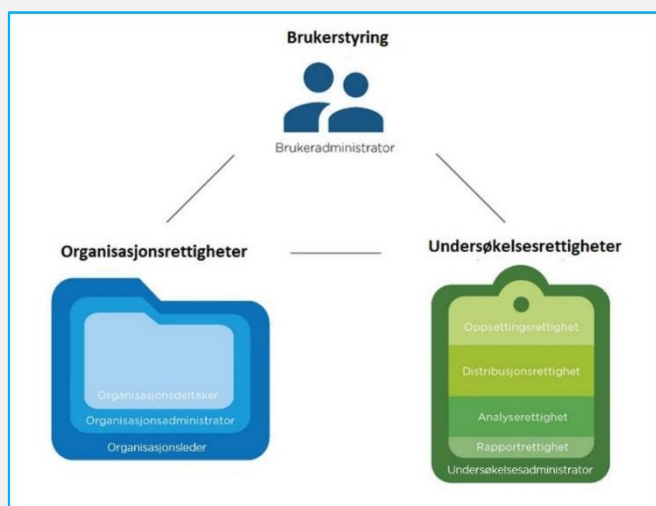 Brukerstyring
Brukeradministrator
Organisasjonsrettigheter
Organisasjonsdeltaker
Organisasjonsadministrator
Organisasjonsleder
Undersøkelsesrettigheter
Oppsettingsrettighet
Distribusjonsrettighet
Analyserettighet
Rapportrettighet
Undersøkelsesadministrator